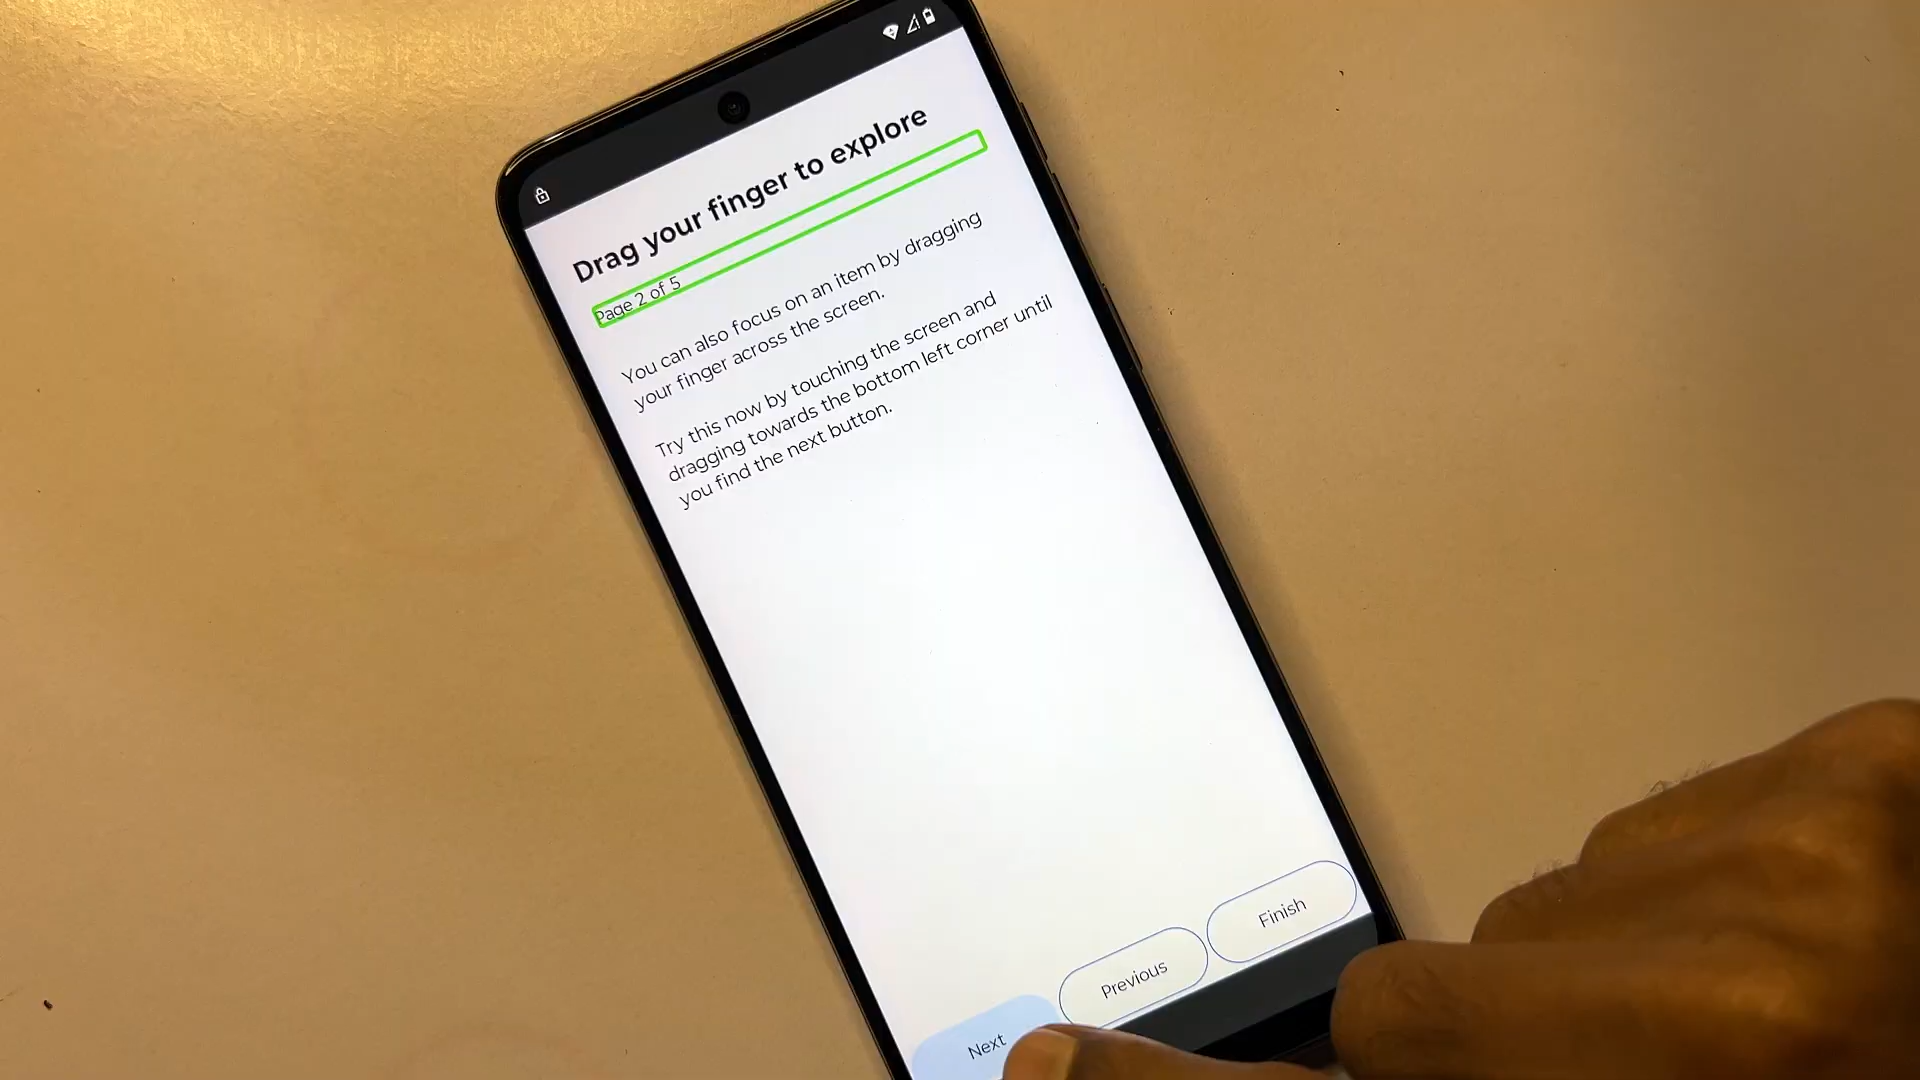 Drag your finger to explore
Page 2 of 5
You can also focus on an item by dragging
your finger across the screen.
Try this now by touching the screen and
dragging towards the bottom left corner until
you find the next button.
Finish
Previous
Next